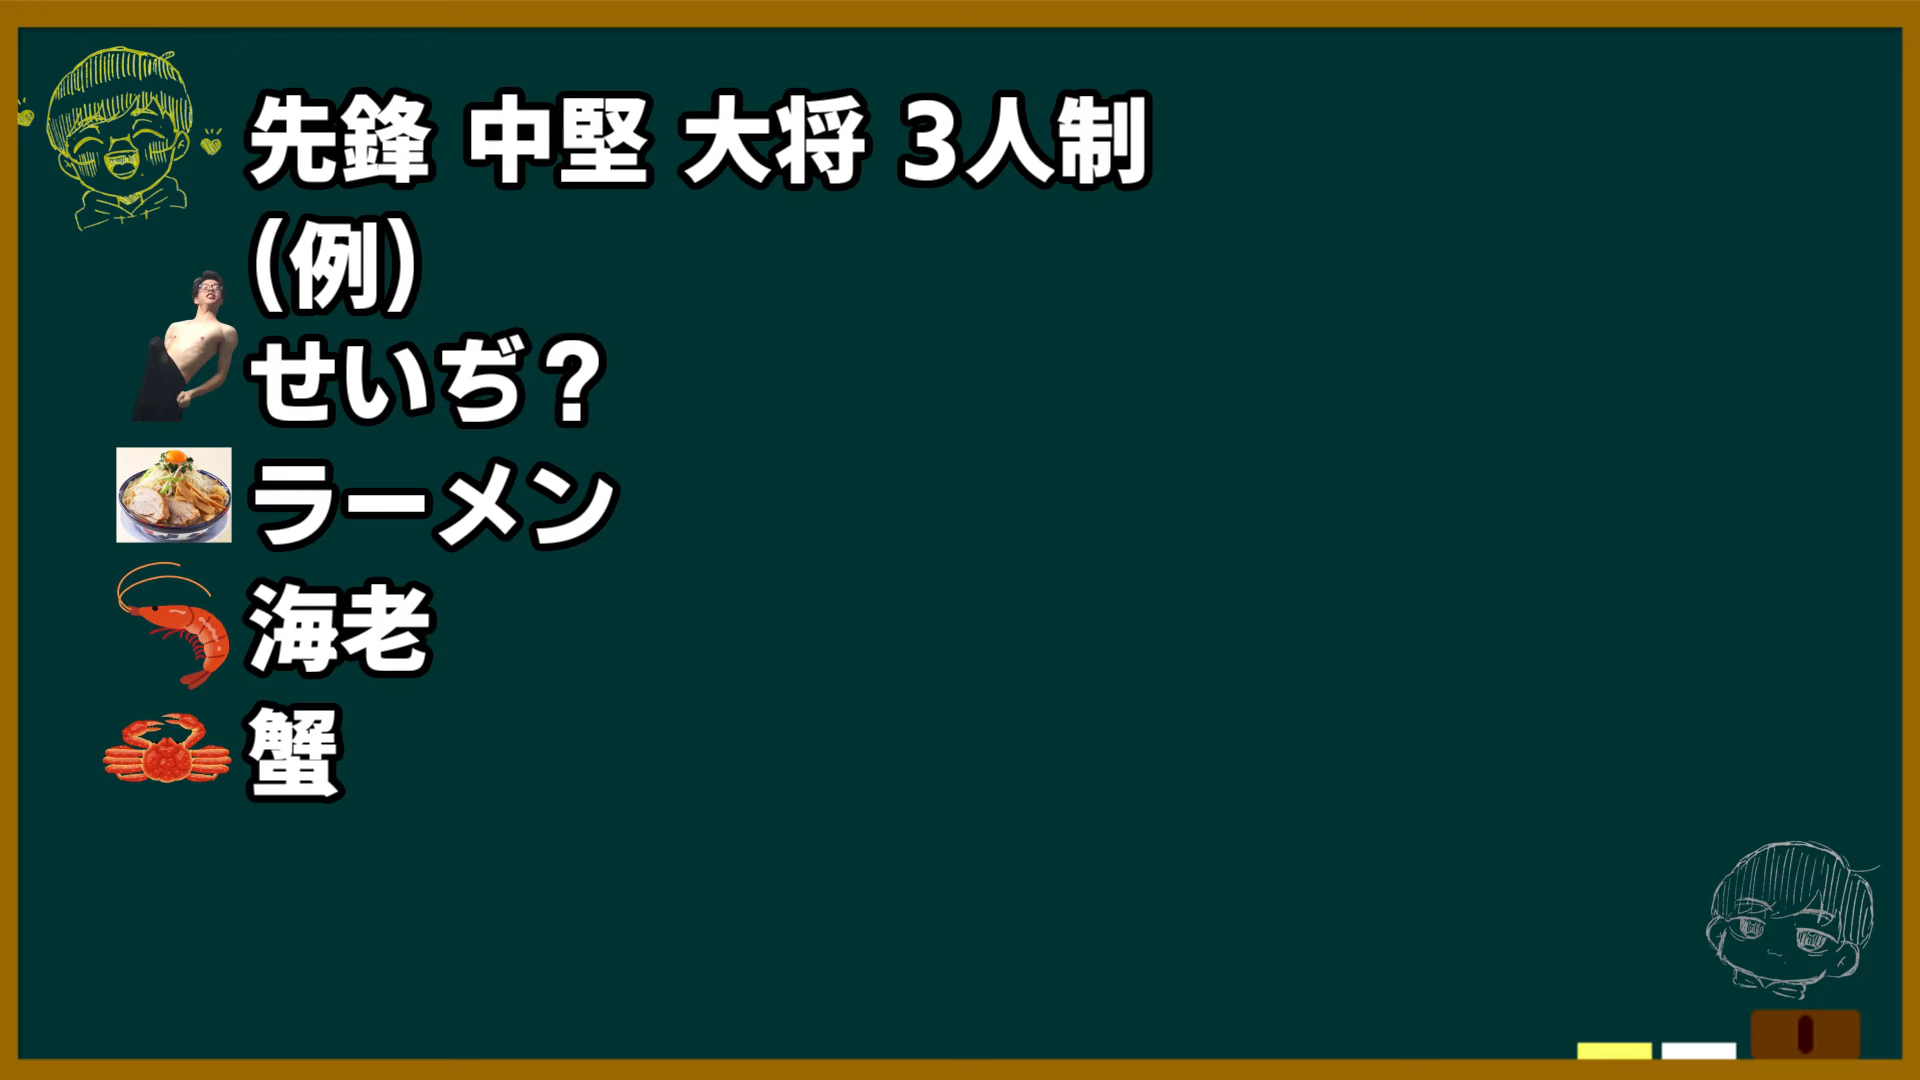 先鋒 中堅 大将 3人制
(例)
せいぢ？
ラーメン
海老
蟹